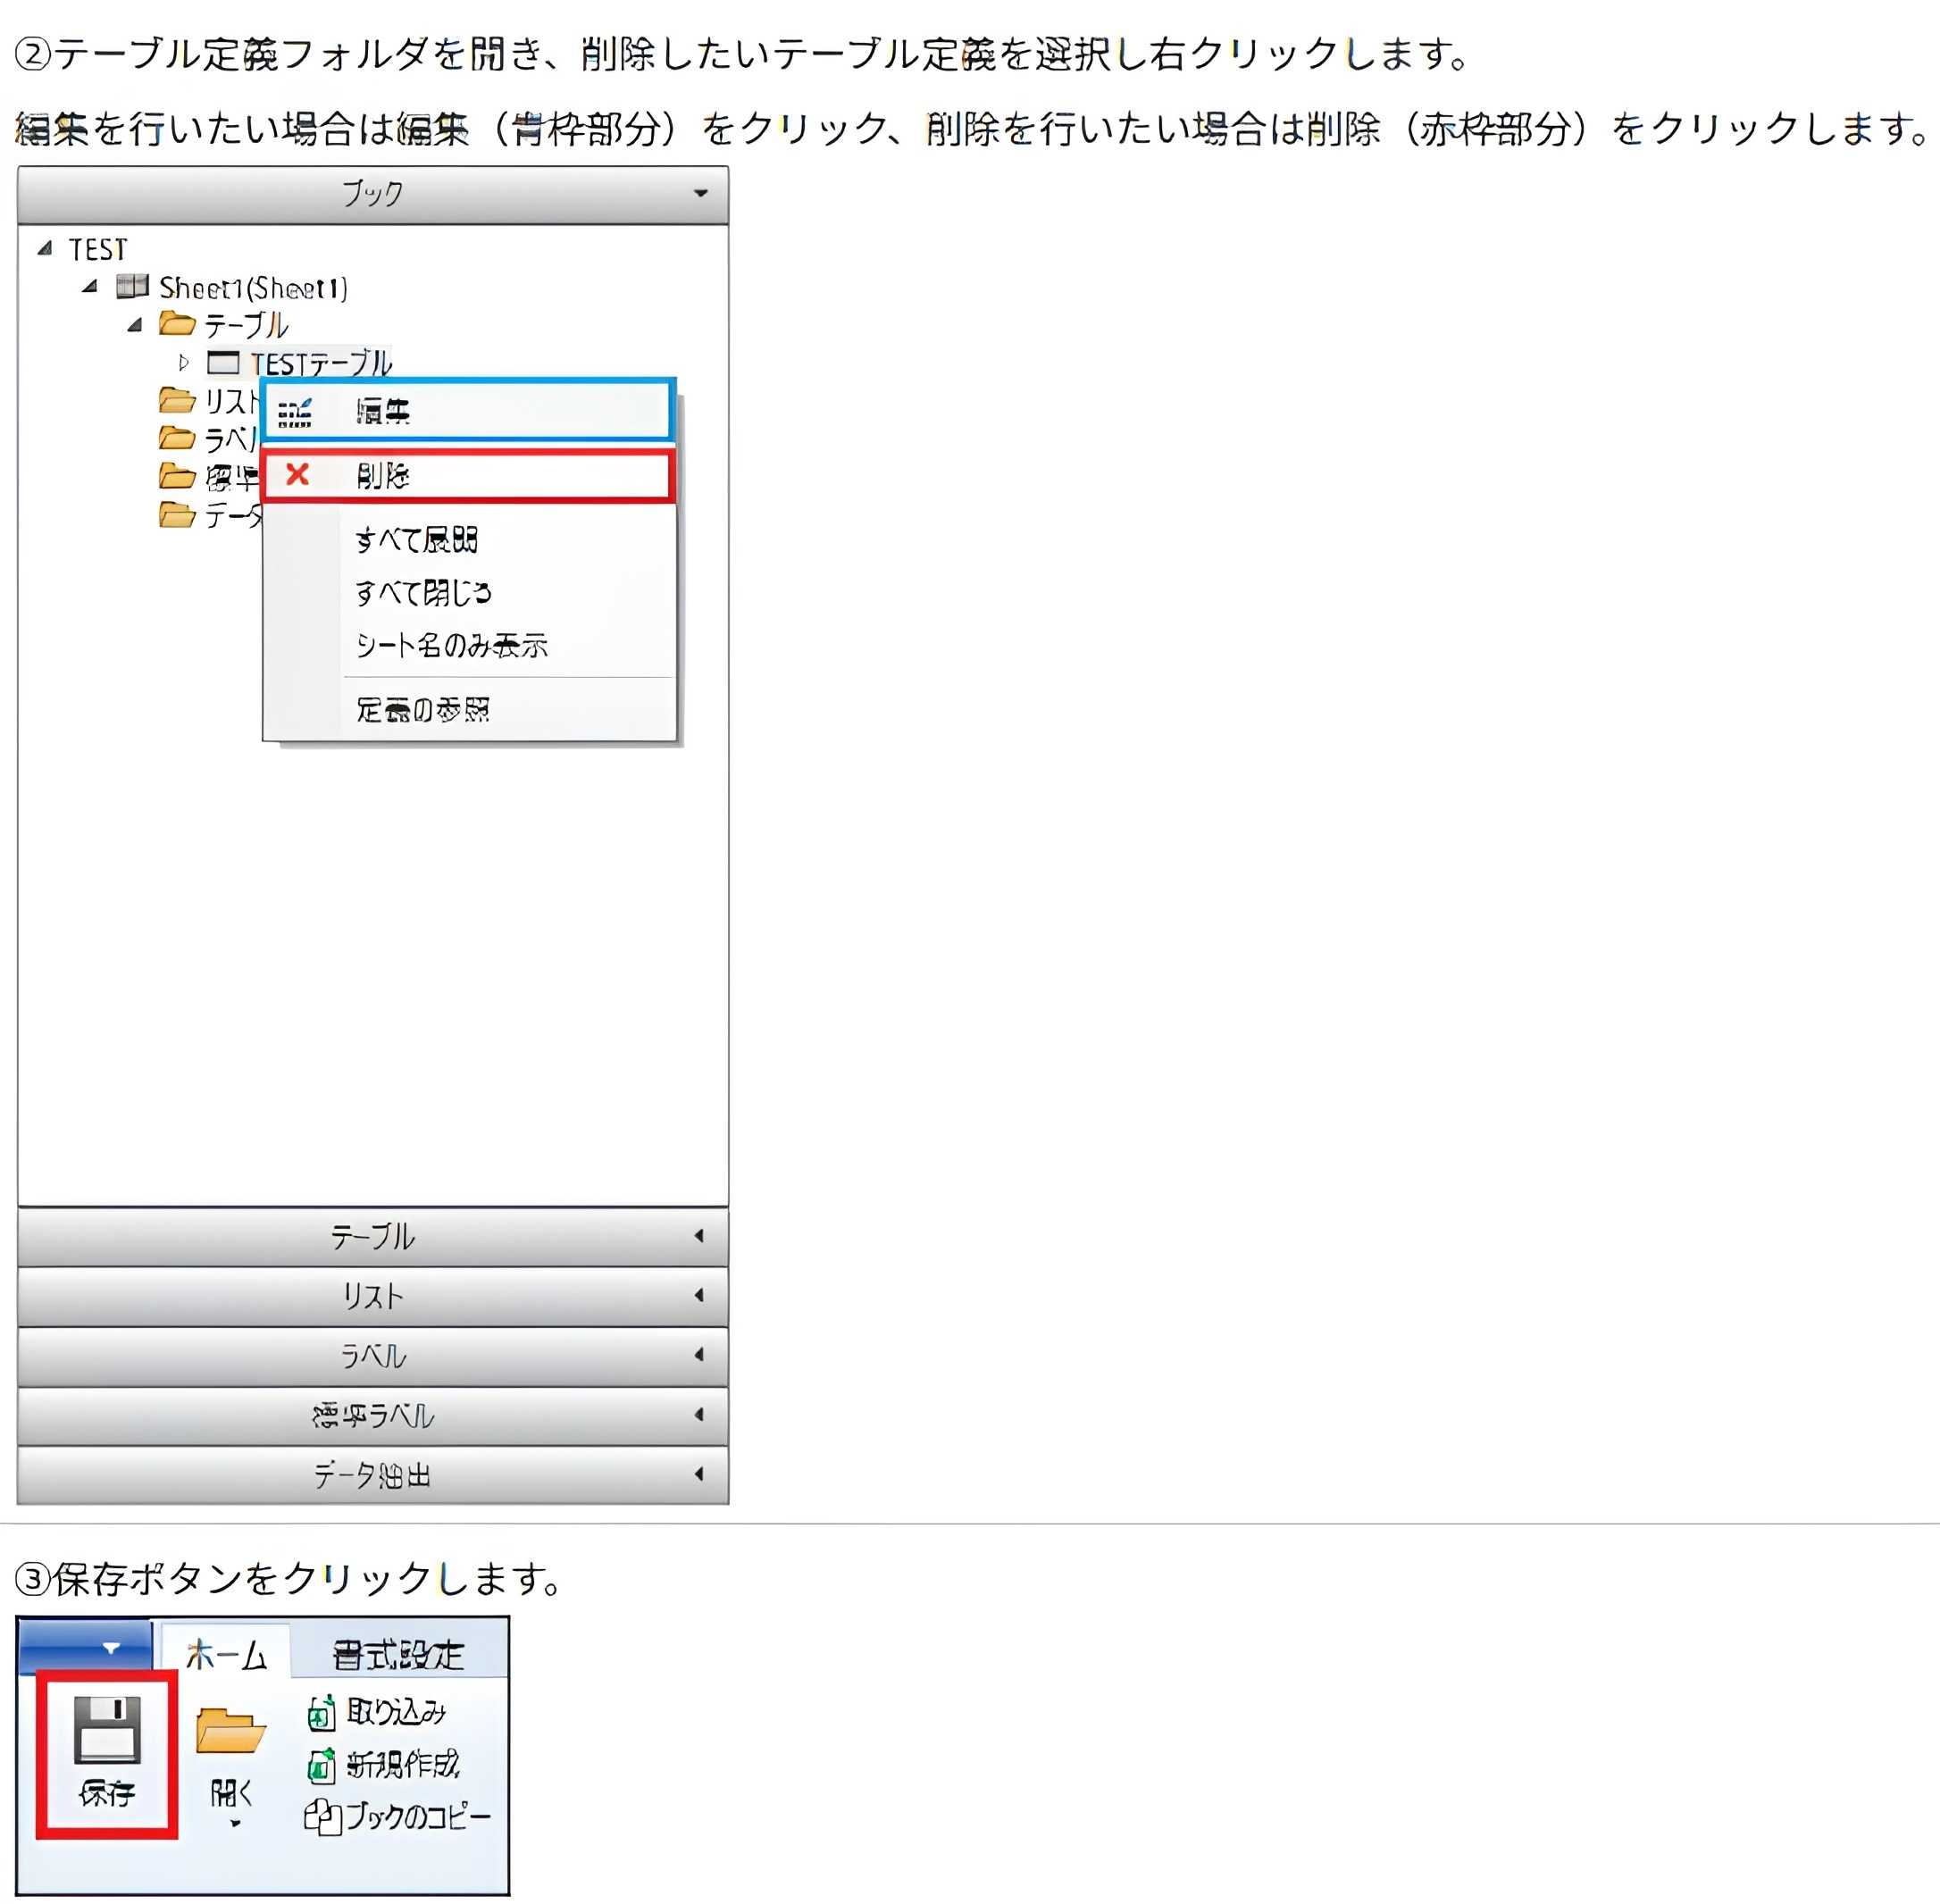 ②テーブル定義フォルダを開き、削除したいテーブル定義を選択し右クリックします。
編集を行いたい場合は編集（青枠部分）をクリック、削除を行いたい場合は削除（赤枠部分）をクリックします。
ブック
TEST
Sheet1(Sheet1)
テーブル
TESTテーブル
リスト
ラベル
標準
データ
編集
削除
すべて展開
すべて閉じる
シート名のみ表示
定義の参照
テーブル
リスト
ラベル
標準ラベル
データ抽出
③保存ボタンをクリックします。
ホーム 書式設定
保存
開く
取り込み
新規作成
ブックのコピー